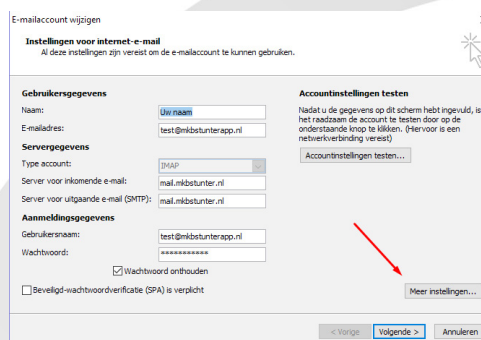 E-mailaccount wijzigen
Instellingen voor internet-e-mail
Al deze instellingen zijn vereist om de e-mailaccount te kunnen gebruiken.
Gebruikersgegevens
Naam:
Uw naam
E-mailadres:
test@mkbstunterapp.nl
Servergegevens
Type account:
IMAP
Server voor inkomende e-mail:
mail.mkbstunter.nl
Server voor uitgaande e-mail (SMTP):
mail.mkbstunter.nl
Aanmeldingsgegevens
Gebruikersnaam:
test@mkbstunterapp.nl
Wachtwoord:
***********
Wachtwoord onthouden
Beveiligd-wachtwoordverificatie (SPA) is verplicht
Accountinstellingen testen
Nadat u de gegevens op dit scherm hebt ingevuld, is
het raadzaam de account te testen door op de
onderstaande knop te klikken. (Hiervoor is een
netwerkverbinding vereist)
Accountinstellingen testen...
Meer instellingen...
< Vorige
Volgende >
Annuleren